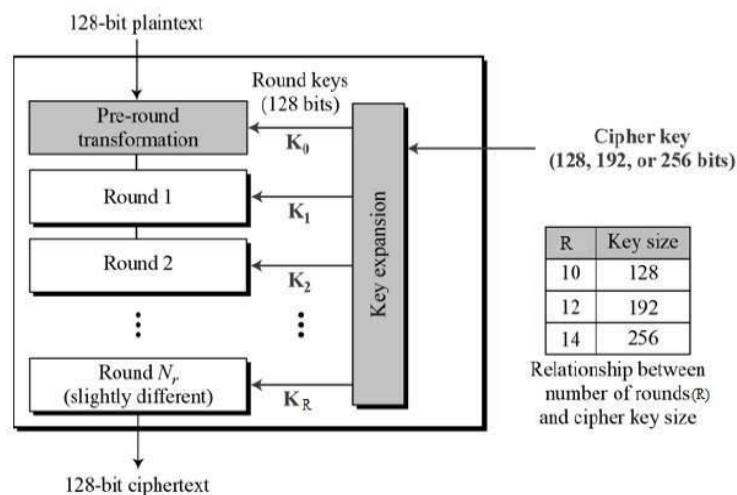 128-bit plaintext
Round keys
(128 bits)
Pre-round
transformation
K₀
Cipher key
(128, 192, or 256 bits)
Round 1
K₁
Round 2
K₂
Key expansion
Round Nᵣ
(slightly different)
K R
128-bit ciphertext
R Key size
10 128
12 192
14 256
Relationship between
number of rounds(R)
and cipher key size